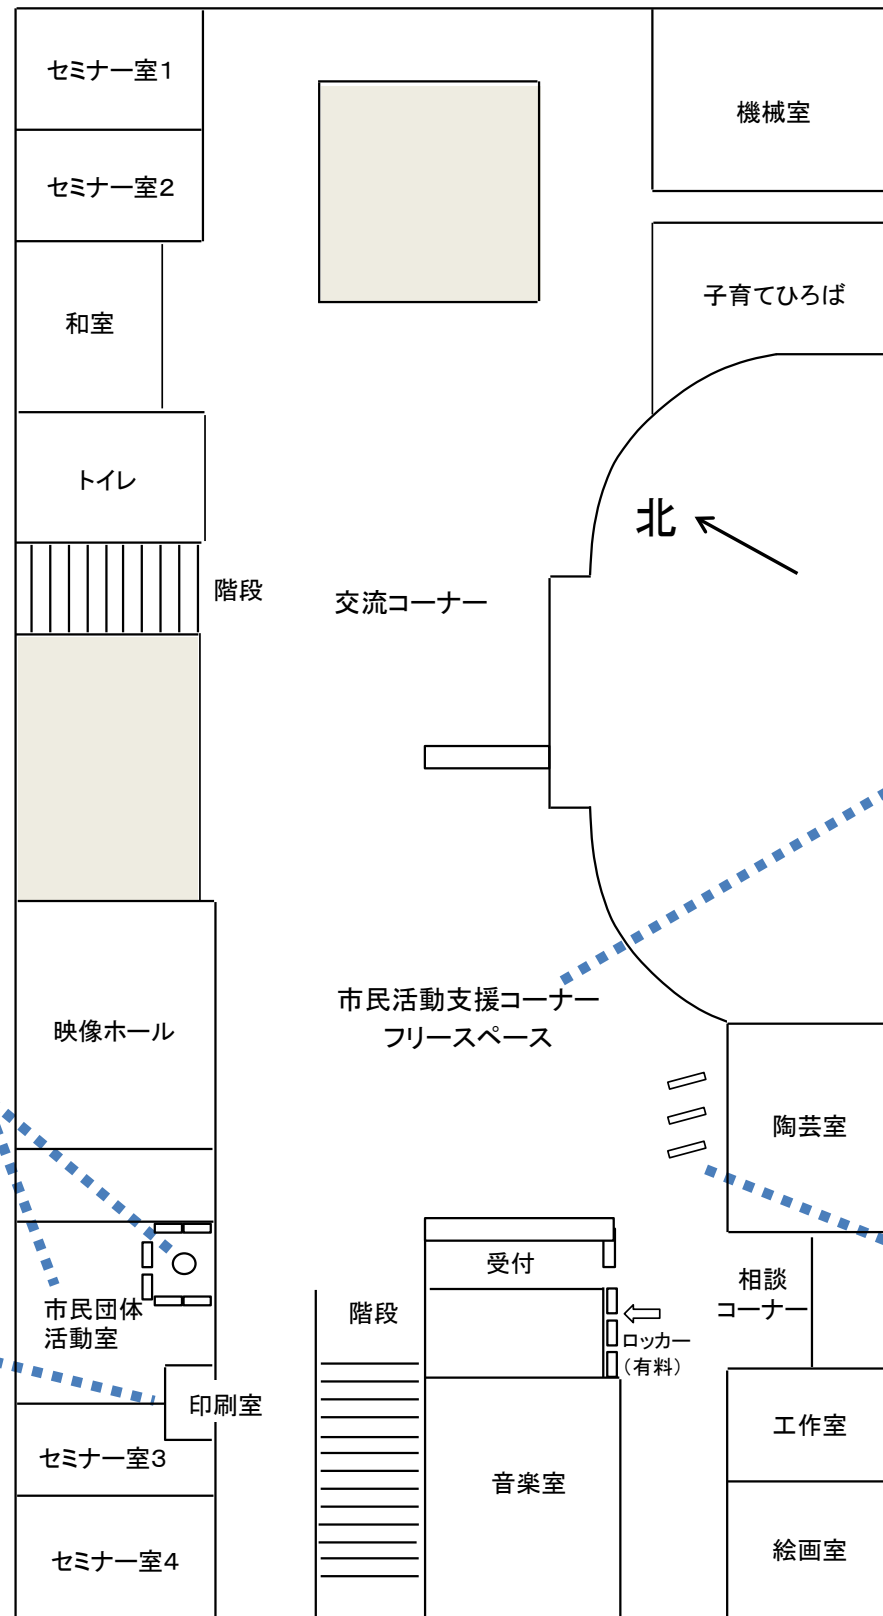 セミナー室1
機械室
セミナー室2
子育てひろば
和室
トイレ
北
階段
交流コーナー
市民活動支援コーナー
フリースペース
映像ホール
陶芸室
受付
相談
コーナー
市民団体
活動室
階段
ロッカー
（有料）
印刷室
工作室
セミナー室3
音楽室
セミナー室4
絵画室